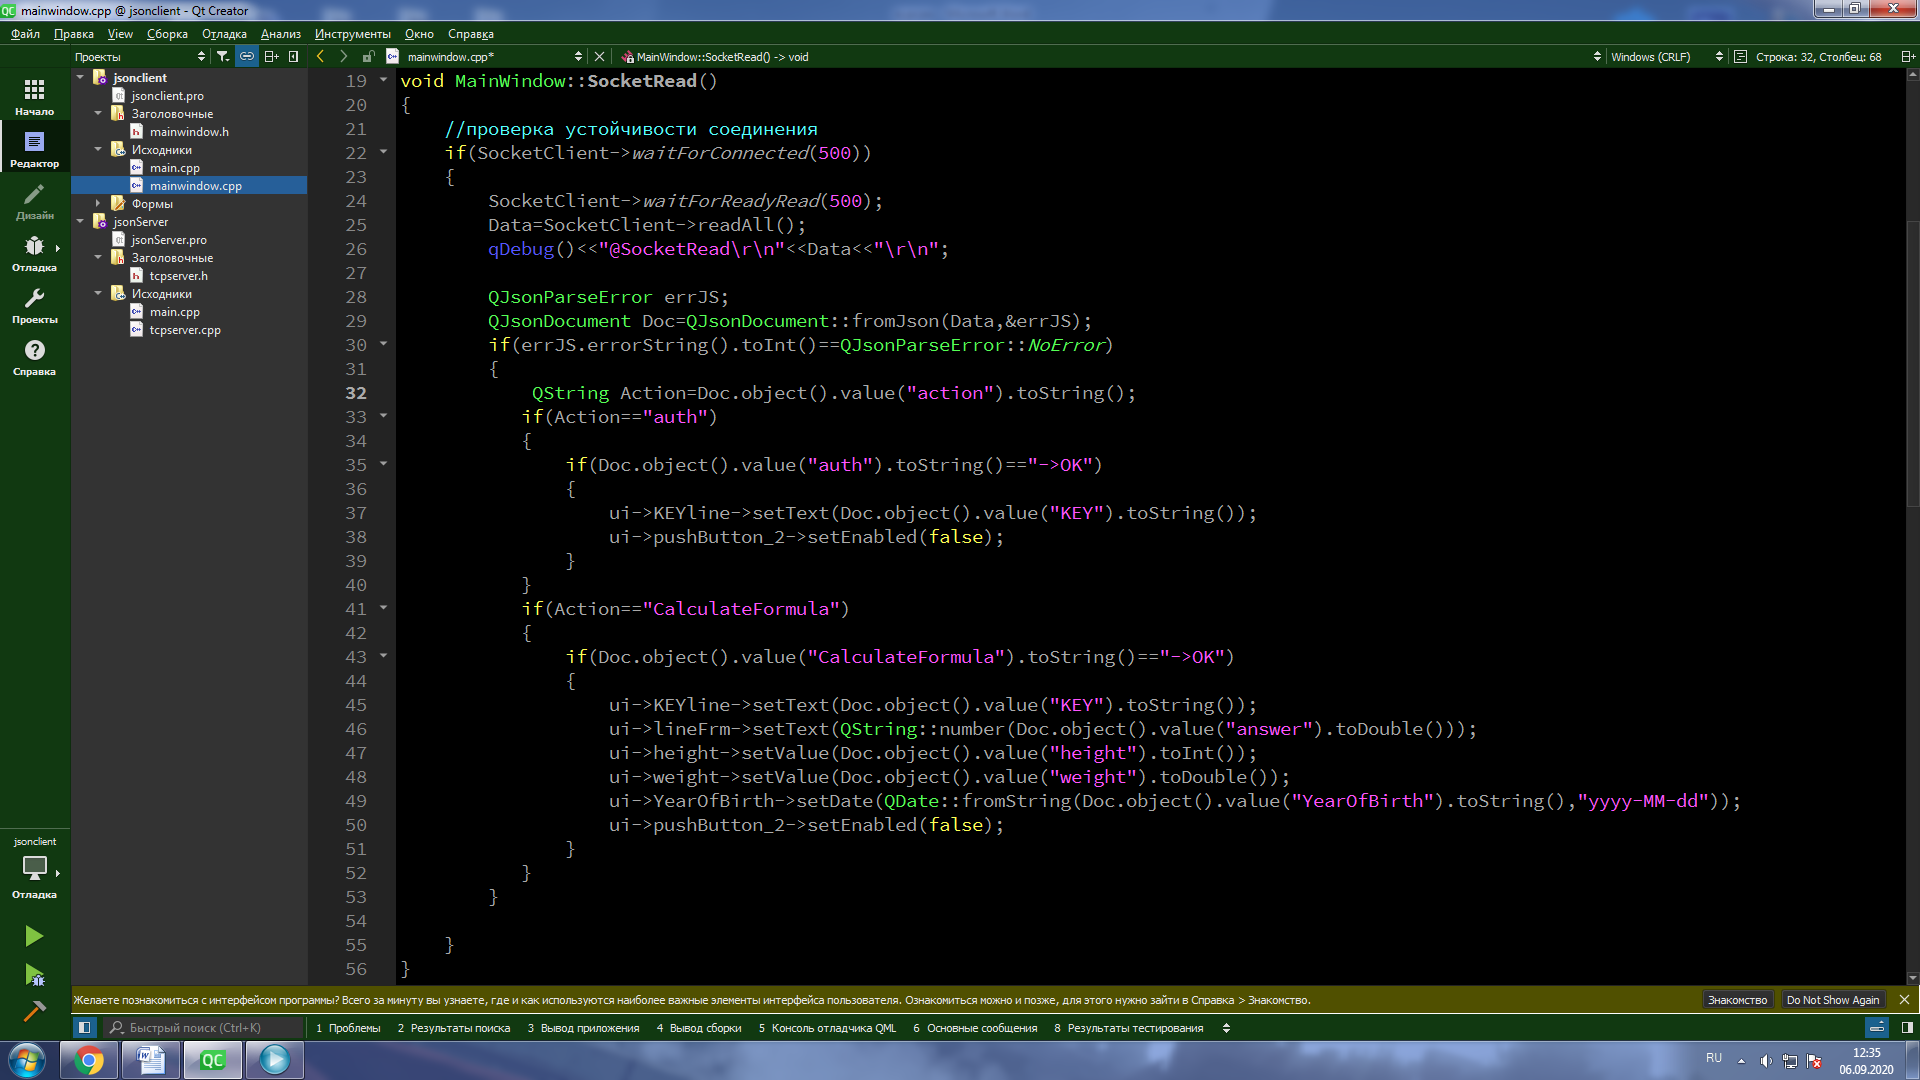 mainwindow.cpp @ jsonclient - Qt Creator
Файл Правка View Сборка Отладка Анализ Инструменты Окно Справка
Проекты mainwindow.cpp* MainWindow::SocketRead() -> void Windows (CRLF) Строка: 32, Столбец: 68
Начало
Редактор
Дизайн
Отладка
Проекты
Справка
jsonclient
Отладка
jsonclient
jsonclient.pro
Заголовочные
mainwindow.h
Исходники
main.cpp
mainwindow.cpp
Формы
jsonServer
jsonServer.pro
Заголовочные
tcpserver.h
Исходники
main.cpp
tcpserver.cpp
19 void MainWindow::SocketRead()
20 {
21     //проверка устойчивости соединения
22     if(SocketClient->waitForConnected(500))
23     {
24         SocketClient->waitForReadyRead(500);
25         Data=SocketClient->readAll();
26         qDebug()<<"@SocketRead\r\n"<<Data<<"\r\n";
27
28         QJsonParseError errJS;
29         QJsonDocument Doc=QJsonDocument::fromJson(Data,&errJS);
30         if(errJS.errorString().toInt()==QJsonParseError::NoError)
31         {
32             QString Action=Doc.object().value("action").toString();
33            if(Action=="auth")
34            {
35                if(Doc.object().value("auth").toString()=="->OK")
36                {
37                    ui->KEYline->setText(Doc.object().value("KEY").toString());
38                    ui->pushButton_2->setEnabled(false);
39                }
40            }
41            if(Action=="CalculateFormula")
42            {
43                if(Doc.object().value("CalculateFormula").toString()=="->OK")
44                {
45                    ui->KEYline->setText(Doc.object().value("KEY").toString());
46                    ui->lineFrm->setText(QString::number(Doc.object().value("answer").toDouble()));
47                    ui->height->setValue(Doc.object().value("height").toInt());
48                    ui->weight->setValue(Doc.object().value("weight").toDouble());
49                    ui->YearOfBirth->setDate(QDate::fromString(Doc.object().value("YearOfBirth").toString(),"yyyy-MM-dd"));
50                    ui->pushButton_2->setEnabled(false);
51                }
52            }
53         }
54
55     }
56 }
Желаете познакомиться с интерфейсом программы? Всего за минуту вы узнаете, где и как используются наиболее важные элементы интерфейса пользователя. Ознакомиться можно и позже, для этого нужно зайти в Справка > Знакомство. Знакомство Do Not Show Again
Быстрый поиск (Ctrl+K) 1 Проблемы 2 Результаты поиска 3 Вывод приложения 4 Вывод сборки 5 Консоль отладчика QML 6 Основные сообщения 8 Результаты тестирования
QC
RU 12:35
06.09.2020